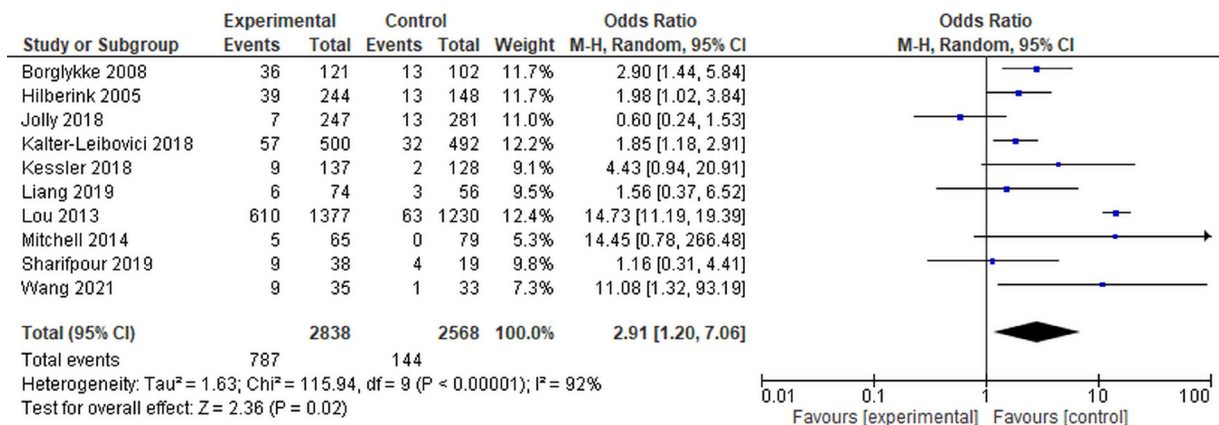 Experimental Control Odds Ratio Odds Ratio
Study or Subgroup Events Total Events Total Weight M-H, Random, 95% CI M-H, Random, 95% CI
Borglykke 2008 36 121 13 102 11.7% 2.90 [1.44, 5.84]
Hilberink 2005 39 244 13 148 11.7% 1.98 [1.02, 3.84]
Jolly 2018 7 247 13 281 11.0% 0.60 [0.24, 1.53]
Kalter-Leibovici 2018 57 500 32 492 12.2% 1.85 [1.18, 2.91]
Kessler 2018 9 137 2 128 9.1% 4.43 [0.94, 20.91]
Liang 2019 6 74 3 56 9.5% 1.56 [0.37, 6.52]
Lou 2013 610 1377 63 1230 12.4% 14.73 [11.19, 19.39]
Mitchell 2014 5 65 0 79 5.3% 14.45 [0.78, 266.48]
Sharifpour 2019 9 38 4 19 9.8% 1.16 [0.31, 4.41]
Wang 2021 9 35 1 33 7.3% 11.08 [1.32, 93.19]
Total (95% CI) 2838 2568 100.0% 2.91 [1.20, 7.06]
Total events 787 144
Heterogeneity: Tau² = 1.63; Chi² = 115.94, df = 9 (P < 0.00001); I² = 92%
Test for overall effect: Z = 2.36 (P = 0.02)
0.01 0.1 1 10 100
Favours [experimental] Favours [control]